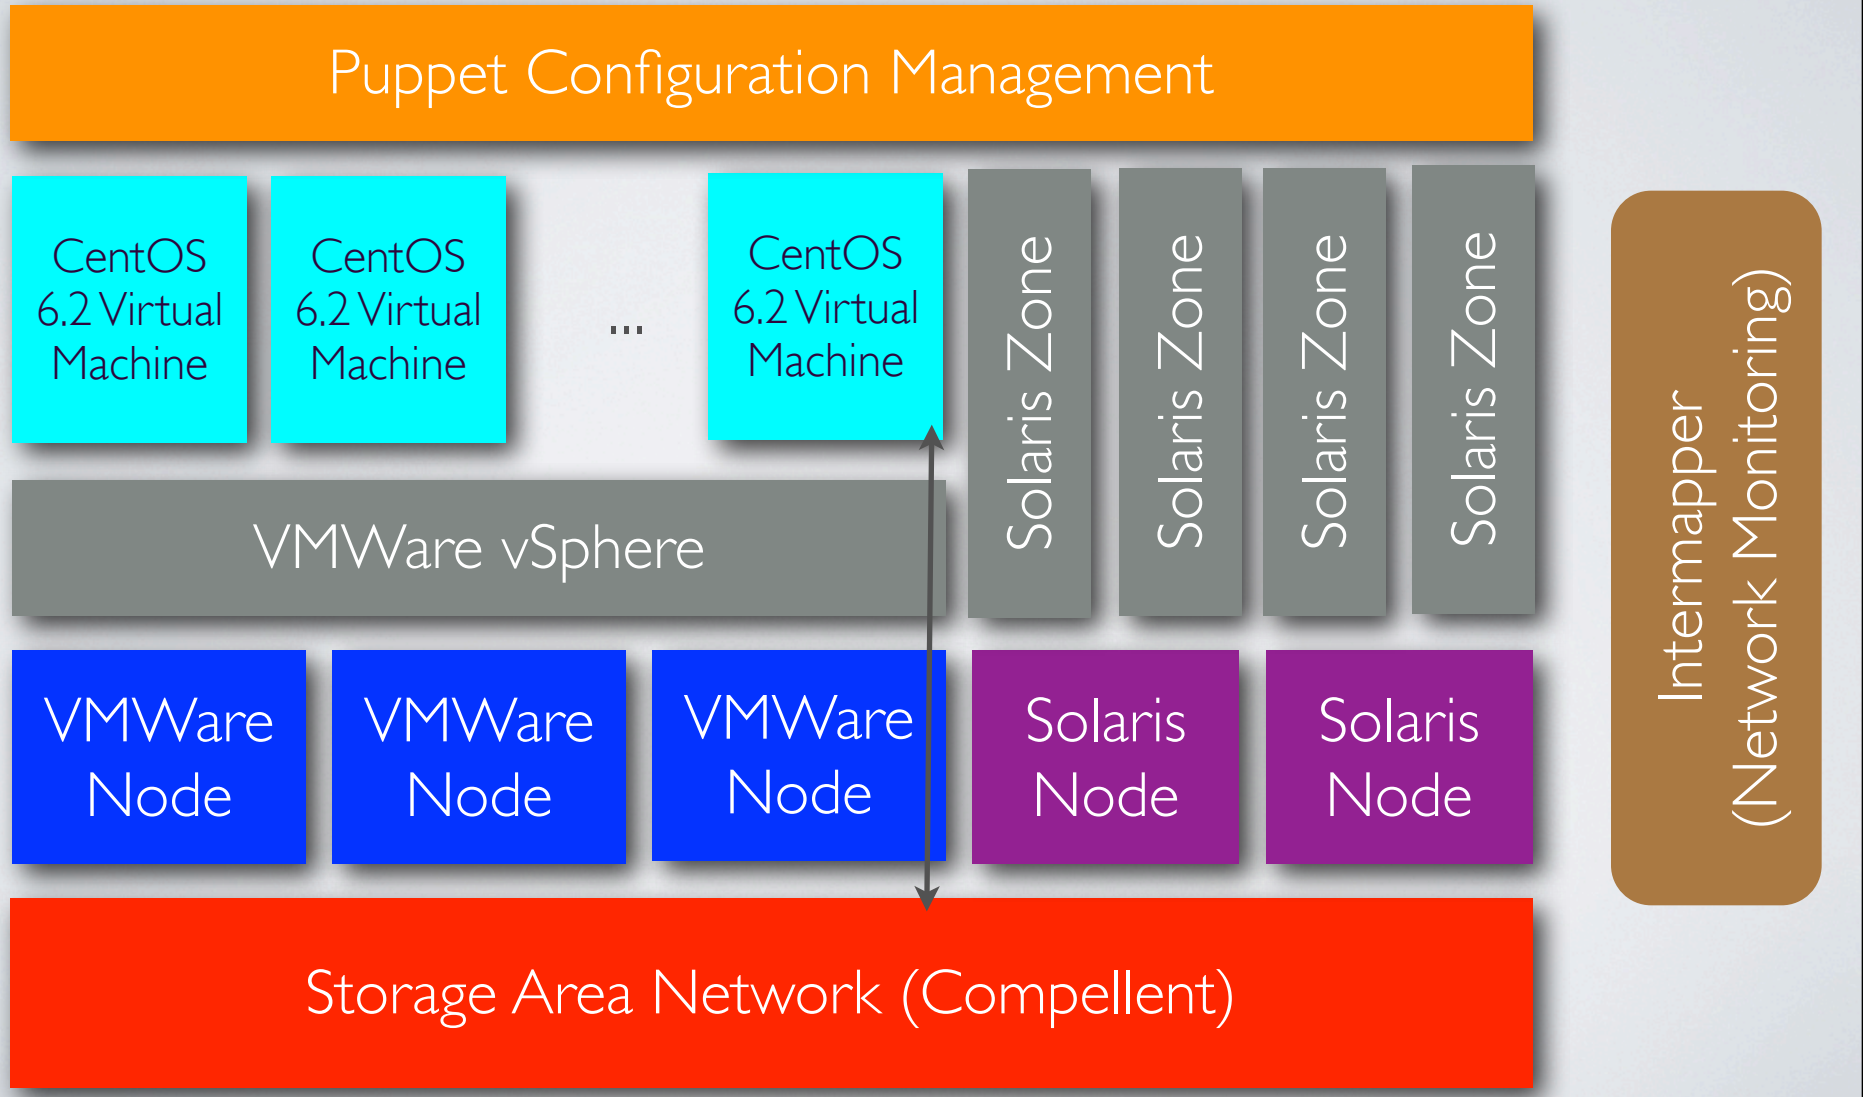 Puppet Configuration Management
CentOS
6.2 Virtual
Machine
CentOS
6.2 Virtual
Machine
...
CentOS
6.2 Virtual
Machine
Solaris Zone
Solaris Zone
Solaris Zone
Solaris Zone
VMWare vSphere
VMWare
Node
VMWare
Node
VMWare
Node
Solaris
Node
Solaris
Node
Storage Area Network (Compellent)
Intermapper
(Network Monitoring)